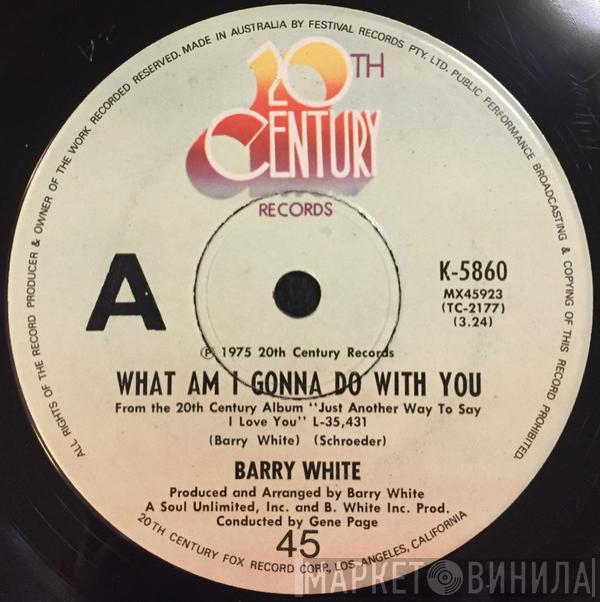 ALL RIGHTS OF THE RECORD PRODUCER & OWNER OF THE WORK RECORDED RESERVED. MADE IN AUSTRALIA BY FESTIVAL RECORDS PTY. LTD. PUBLIC PERFORMANCE BROADCASTING & COPYING OF THIS RECORD PROHIBITED.
20TH
CENTURY
RECORDS
A
K-5860
MX45923
(TC-2177)
(3.24)
℗ 1975 20th Century Records
WHAT AM I GONNA DO WITH YOU
From the 20th Century Album "Just Another Way To Say
I Love You" L-35,431
(Barry White) (Schroeder)
BARRY WHITE
Produced and Arranged by Barry White
A Soul Unlimited, Inc. and B. White Inc. Prod.
Conducted by Gene Page
45
20TH CENTURY FOX RECORD CORP., LOS ANGELES, CALIFORNIA
МАРКЕТ ВИНИЛА